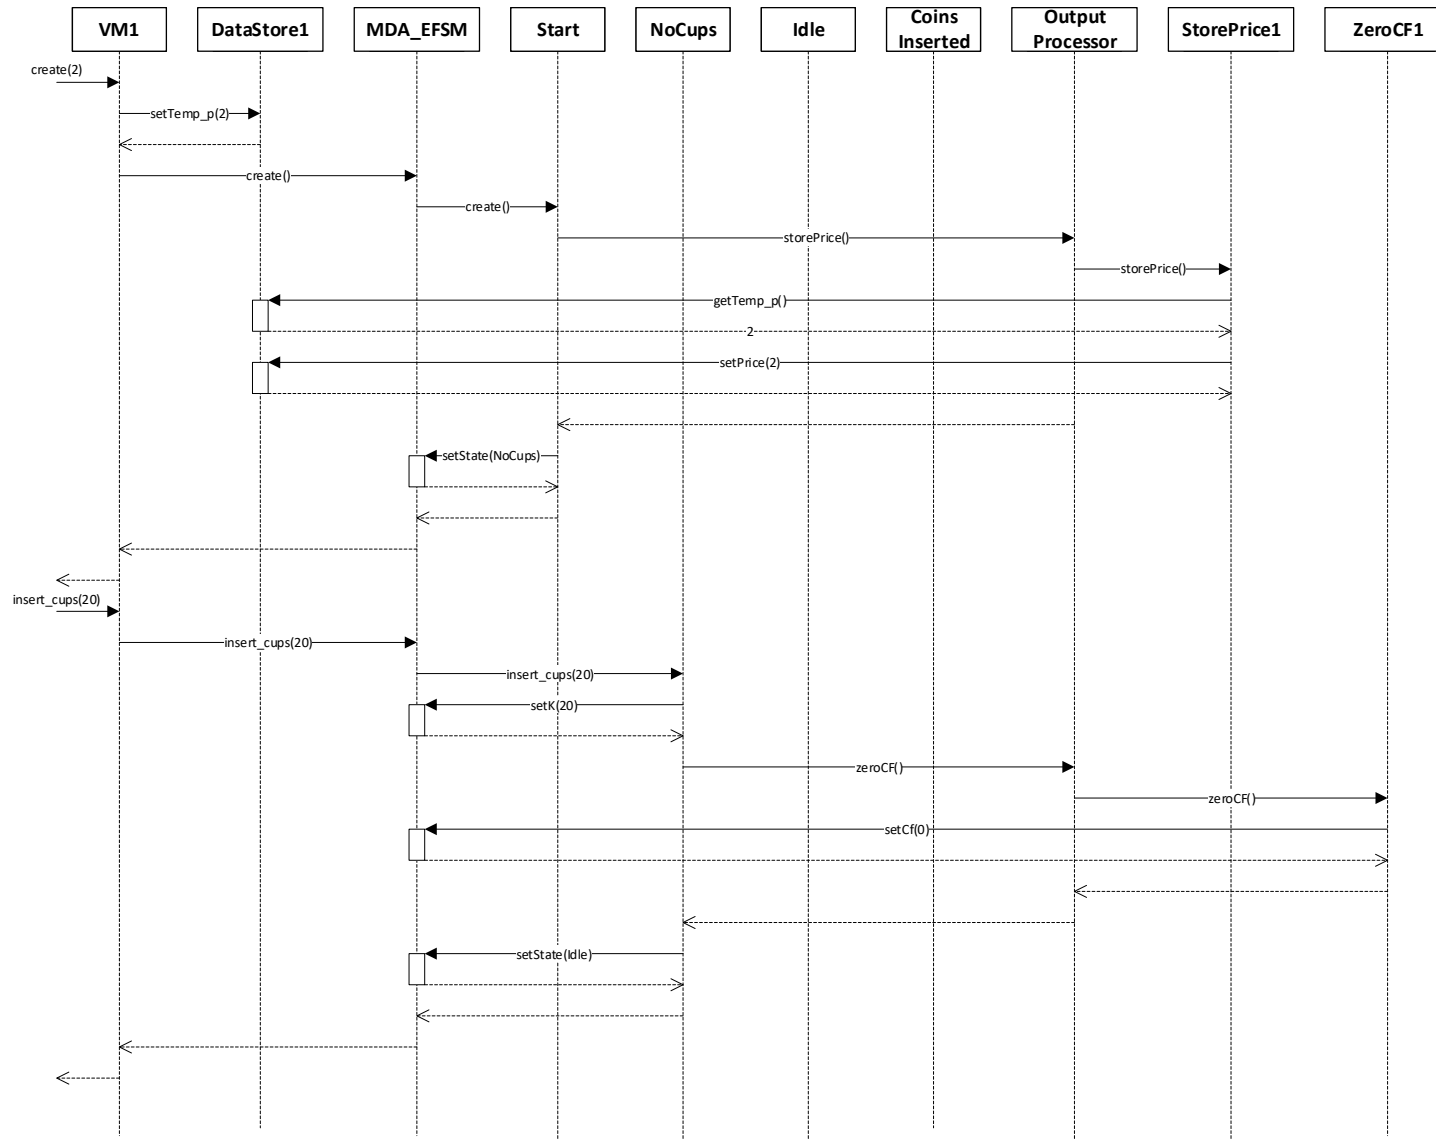 VM1
DataStore1
MDA_EFSM
Start
NoCups
Idle
Coins
Inserted
Output
Processor
StorePrice1
ZeroCF1
create(2)
setTemp_p(2)
create()
create()
storePrice()
storePrice()
getTemp_p()
2
setPrice(2)
setState(NoCups)
insert_cups(20)
insert_cups(20)
insert_cups(20)
setK(20)
zeroCF()
zeroCF()
setCf(0)
setState(Idle)